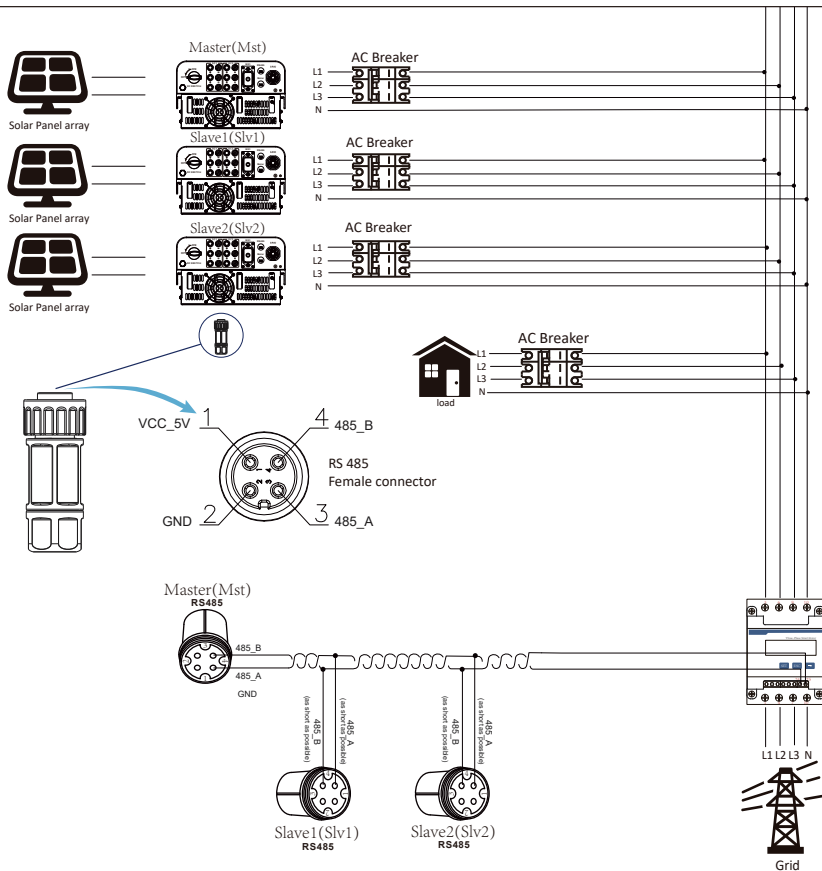 Master(Mst)
AC Breaker
L1
L2
L3
N
Solar Panel array
Slave1(Slv1)
AC Breaker
L1
L2
L3
N
Solar Panel array
Slave2(Slv2)
AC Breaker
L1
L2
L3
N
Solar Panel array
AC Breaker
L1
L2
L3
N
load
VCC_5V
1
4
485_B
1
4
2
3
RS 485
Female connector
GND
2
3
485_A
Master(Mst)
RS485
485_B
485_A
GND
485_B
(as short as possible)
485_A
(as short as possible)
485_B
(as short as possible)
485_A
(as short as possible)
Slave1(Slv1)
RS485
Slave2(Slv2)
RS485
L1 L2 L3 N
Grid